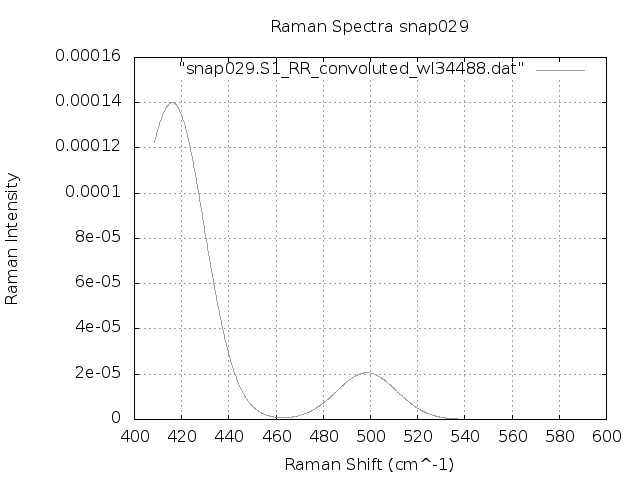 Raman Spectra snap029
"snap029.S1_RR_convoluted_wl34488.dat"
0.00016
0.00014
0.00012
0.0001
8e-05
6e-05
4e-05
2e-05
0
Raman Intensity
400 420 440 460 480 500 520 540 560 580 600
Raman Shift (cm^-1)